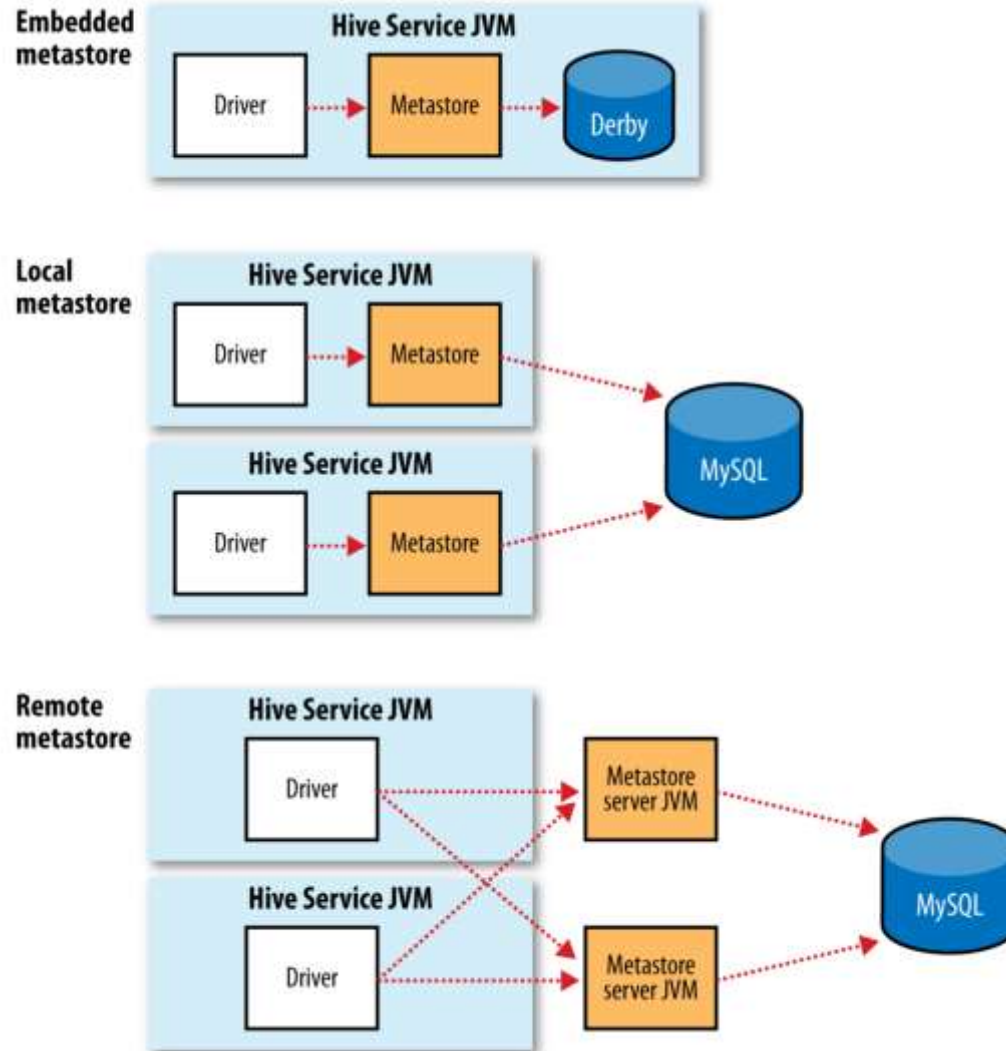 Embedded
metastore
Hive Service JVM
Driver
Metastore
Derby
Local
metastore
Hive Service JVM
Driver
Metastore
Hive Service JVM
Driver
Metastore
MySQL
Remote
metastore
Hive Service JVM
Driver
Metastore
server JVM
Hive Service JVM
Driver
Metastore
server JVM
MySQL